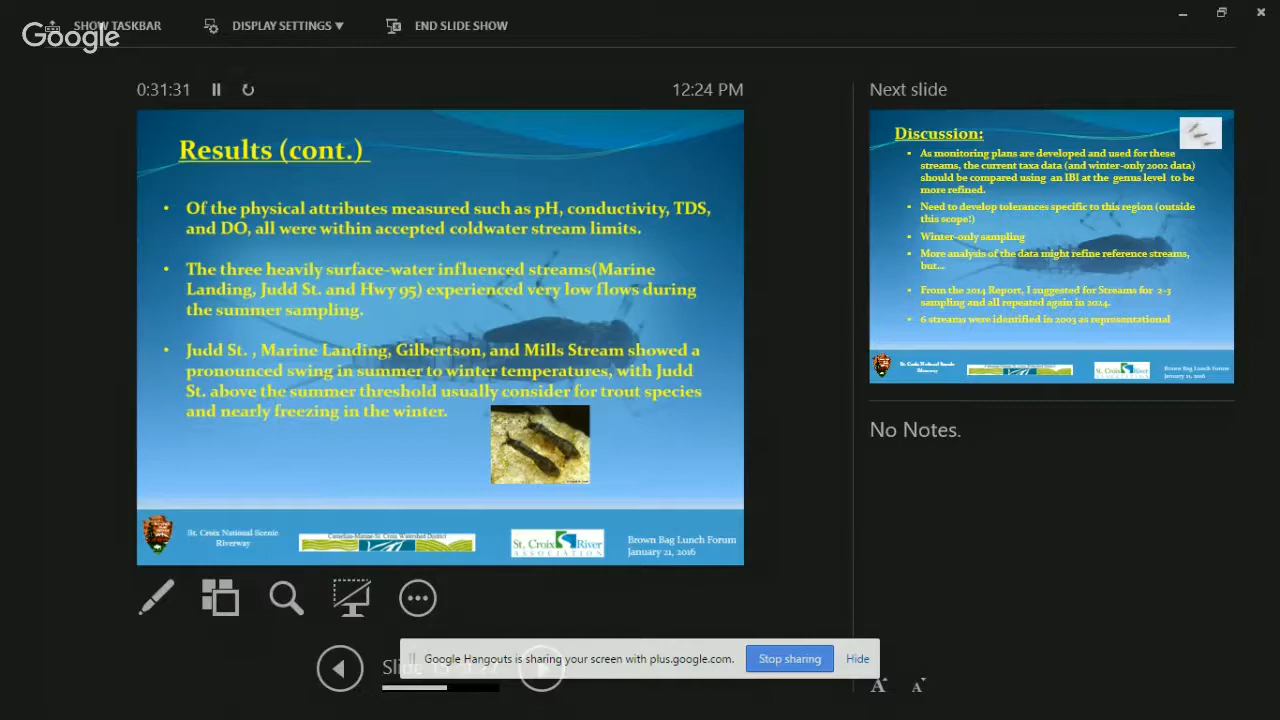 SHOW TASKBAR
DISPLAY SETTINGS ▼
END SLIDE SHOW
Google
0:31:31
12:24 PM
Results (cont.)
• Of the physical attributes measured such as pH, conductivity, TDS,
and DO, all were within accepted coldwater stream limits.
• The three heavily surface-water influenced streams(Marine
Landing, Judd St. and Hwy 95) experienced very low flows during
the summer sampling.
• Judd St. , Marine Landing, Gilbertson, and Mills Stream showed a
pronounced swing in summer to winter temperatures, with Judd
St. above the summer threshold usually consider for trout species
and nearly freezing in the winter.
St. Croix National Scenic
Riverway
Carnelian-Marine-St. Croix Watershed District
St. Croix River
ASSOCIATION
Brown Bag Lunch Forum
January 21, 2016
Next slide
Discussion:
• As monitoring plans are developed and used for these
streams, the current taxa data (and winter-only 2002 data)
should be compared using an IBI at the genus level to be
more refined.
• Need to develop tolerances specific to this region (outside
this scope!)
• Winter-only sampling
• More analysis of the data might refine reference streams,
but...
• From the 2014 Report, I suggested for Streams for 2-3
sampling and all repeated again in 2024.
• 6 streams were identified in 2003 as representational
St. Croix National Scenic
Riverway
St. Croix River
ASSOCIATION
Brown Bag Lunch Forum
January 21, 2016
No Notes.
Google Hangouts is sharing your screen with plus.google.com.
Stop sharing
Hide
A A